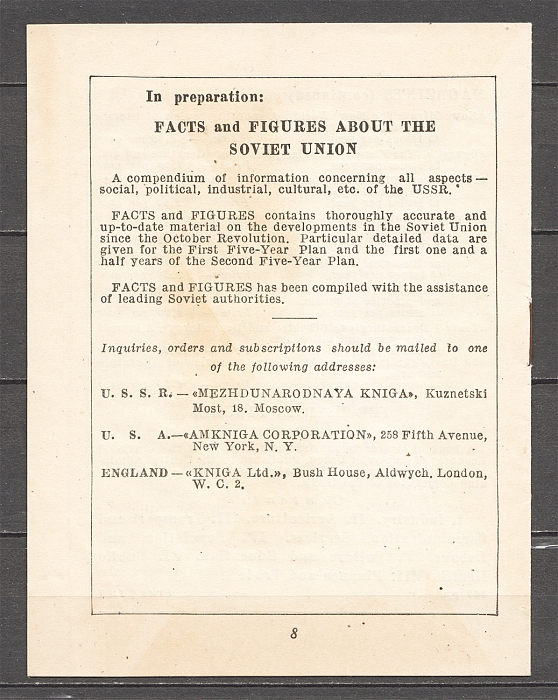 In preparation:
FACTS and FIGURES ABOUT THE
SOVIET UNION
A compendium of information concerning all aspects —
social, political, industrial, cultural, etc. of the USSR.
FACTS and FIGURES contains thoroughly accurate and
up-to-date material on the developments in the Soviet Union
since the October Revolution. Particular detailed data are
given for the First Five-Year Plan and the first one and a
half years of the Second Five-Year Plan.
FACTS and FIGURES has been compiled with the assistance
of leading Soviet authorities.
Inquiries, orders and subscriptions should be mailed to one
of the following addresses:
U. S. S. R. — «MEZHDUNARODNAYA KNIGA», Kuznetski
Most, 18. Moscow.
U. S. A.—«AMKNIGA CORPORATION», 258 Fifth Avenue,
New York, N. Y.
ENGLAND — «KNIGA Ltd.», Bush House, Aldwych. London,
W. C. 2.
8